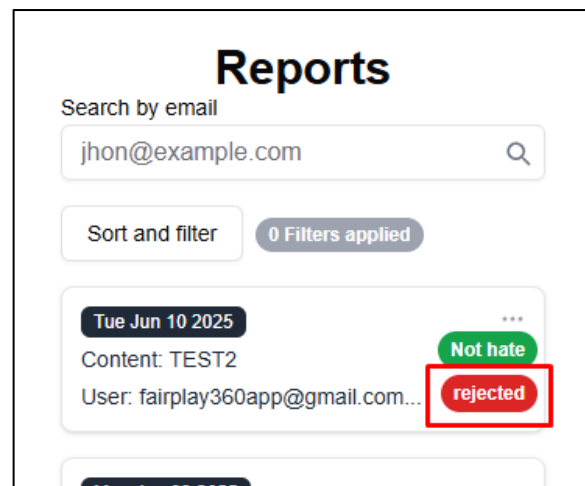 Reports
Search by email
jhon@example.com
Sort and filter
0 Filters applied
Tue Jun 10 2025
...
Content: TEST2
Not hate
User: fairplay360app@gmail.com...
rejected